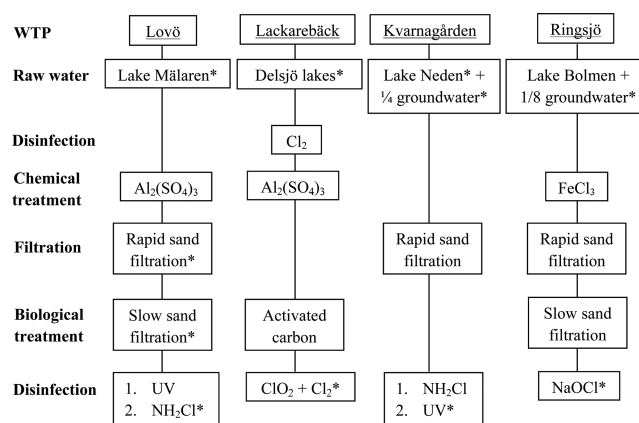 WTP Lovö Lackarebäck Kvarnagården Ringsjö
Raw water Lake Mälaren* Delsjö lakes* Lake Neden* + Lake Bolmen +
¼ groundwater* 1/8 groundwater*
Disinfection Cl₂
Chemical
treatment Al₂(SO₄)₃ Al₂(SO₄)₃ FeCl₃
Filtration Rapid sand Rapid sand Rapid sand
filtration* filtration filtration
Biological Slow sand Activated Slow sand
treatment filtration* carbon filtration
Disinfection 1. UV ClO₂ + Cl₂* 1. NH₂Cl NaOCl*
2. NH₂Cl* 2. UV*